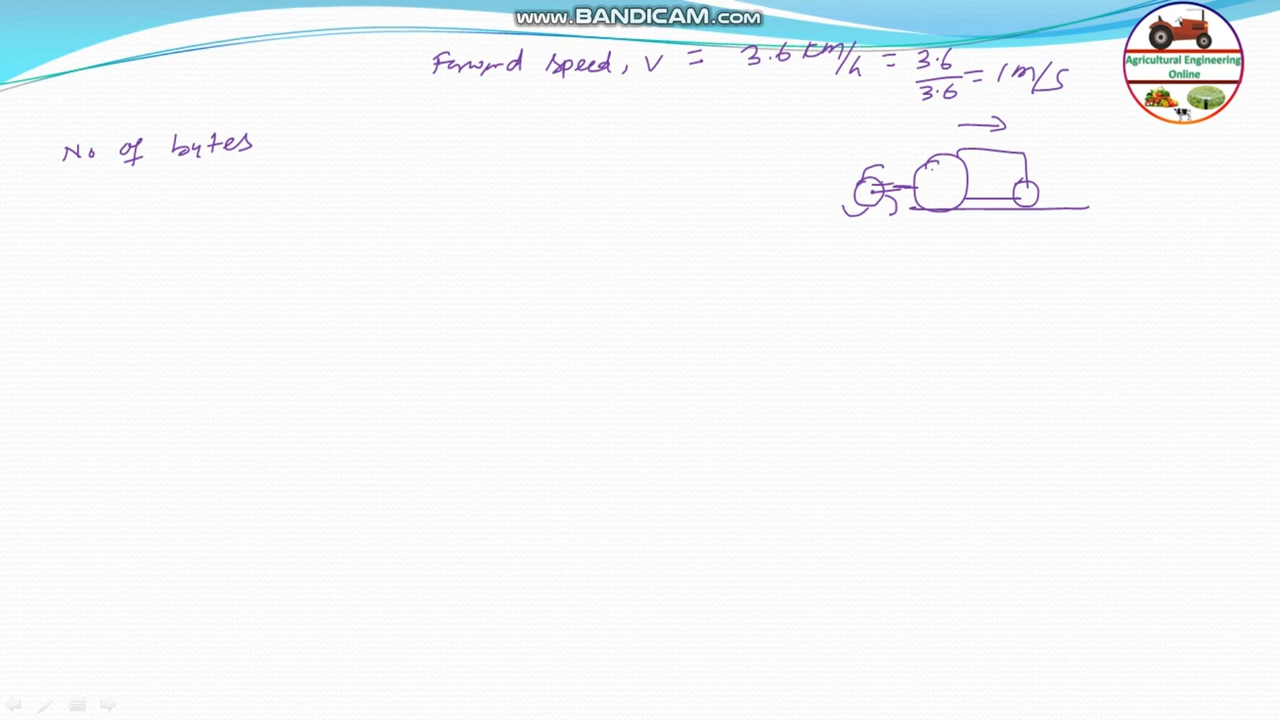 www.BANDICAM.com
Forward speed, V = 3.6 km/h = 3.6/3.6 = 1 m/s
Agricultural Engineering
Online
No of bytes